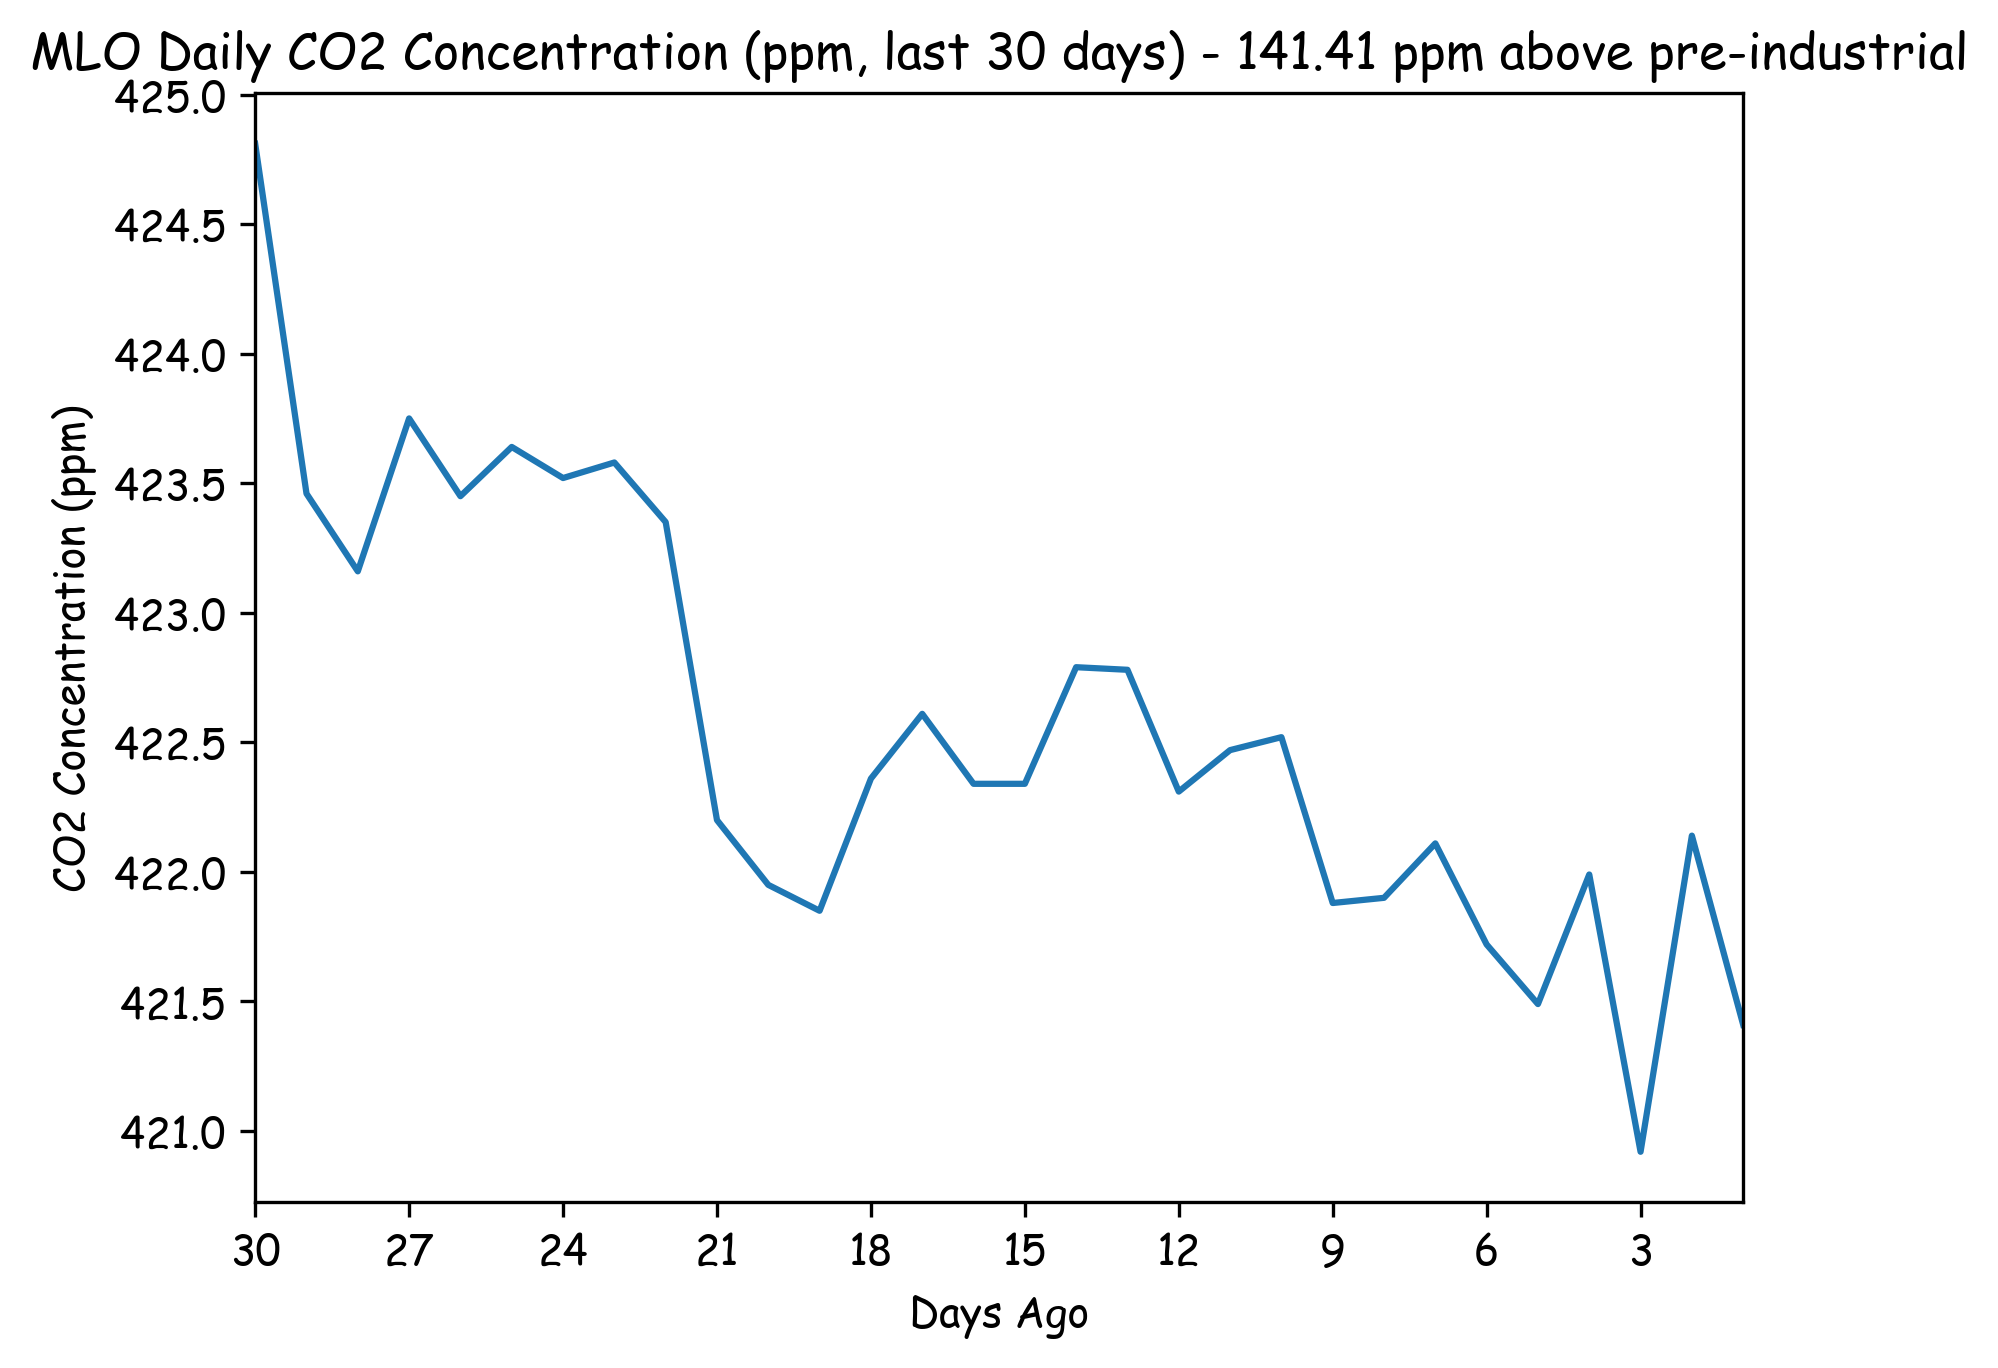 MLO Daily CO2 Concentration (ppm, last 30 days) - 141.41 ppm above pre-industrial
425.0
424.5
424.0
423.5
423.0
422.5
422.0
421.5
421.0
CO2 Concentration (ppm)
30 27 24 21 18 15 12 9 6 3
Days Ago